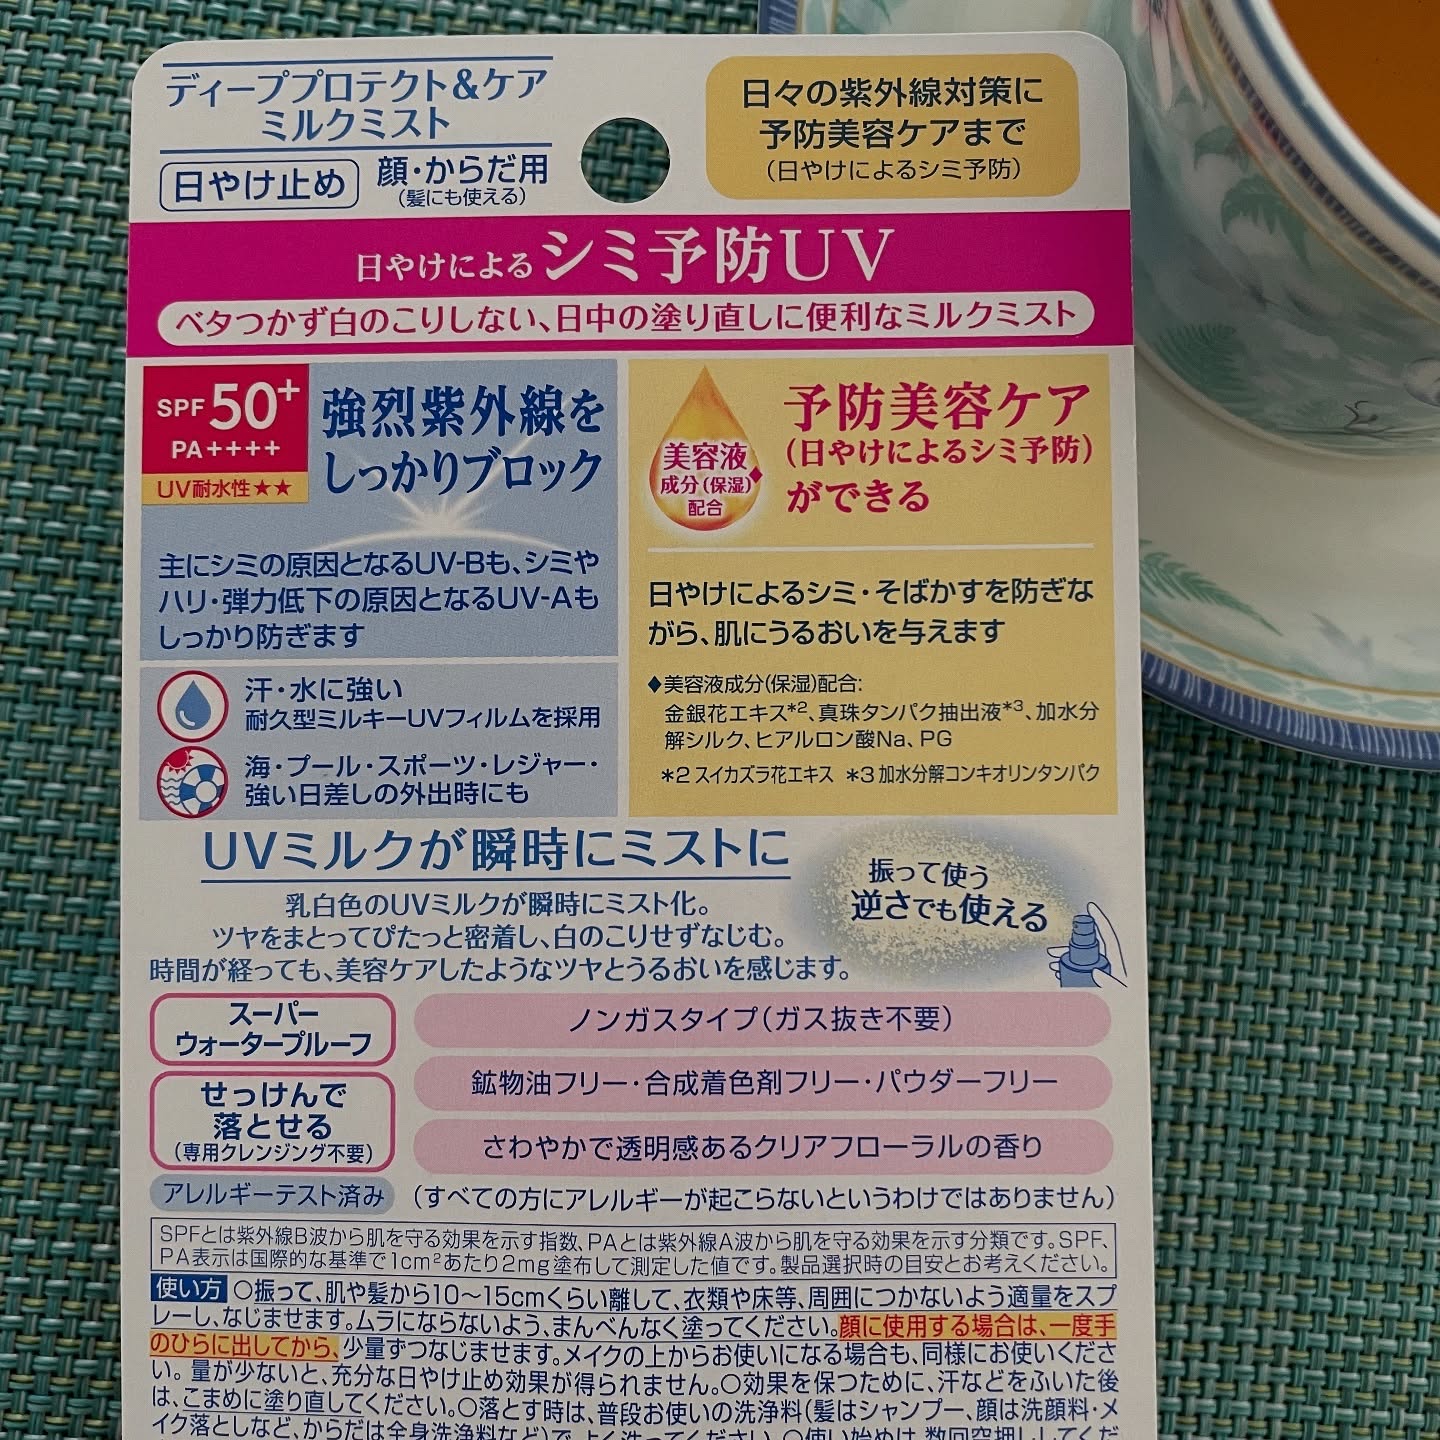 ディーププロテクト&ケア
ミルクミスト
日やけ止め
顔・からだ用
(髪にも使える)
日々の紫外線対策に
予防美容ケアまで
(日やけによるシミ予防)
日やけによるシミ予防UV
ベタつかず白のこりしない、日中の塗り直しに便利なミルクミスト
SPF50+
PA++++
UV耐水性★★
強烈紫外線を
しっかりブロック
主にシミの原因となるUV-Bも、シミや
ハリ・弾力低下の原因となるUV-Aも
しっかり防ぎます
汗・水に強い
耐久型ミルキーUVフィルムを採用
海・プール・スポーツ・レジャー・
強い日差しの外出時にも
美容液◆
成分(保湿)
配合
予防美容ケア
(日やけによるシミ予防)
ができる
日やけによるシミ・そばかすを防ぎな
がら、肌にうるおいを与えます
◆美容液成分(保湿)配合:
金銀花エキス*2、真珠タンパク抽出液*3、加水分
解シルク、ヒアルロン酸Na、PG
*2 スイカズラ花エキス *3 加水分解コンキオリンタンパク
UVミルクが瞬時にミストに
乳白色のUVミルクが瞬時にミスト化。
ツヤをまとってぴたっと密着し、白のこりせずなじむ。
時間が経っても、美容ケアしたようなツヤとうるおいを感じます。
振って使う
逆さでも使える
スーパー
ウォータープルーフ
せっけんで
落とせる
(専用クレンジング不要)
ノンガスタイプ(ガス抜き不要)
鉱物油フリー・合成着色剤フリー・パウダーフリー
さわやかで透明感あるクリアフローラルの香り
アレルギーテスト済み (すべての方にアレルギーが起こらないというわけではありません)
SPFとは紫外線B波から肌を守る効果を示す指数、PAとは紫外線A波から肌を守る効果を示す分類です。SPF、
PA表示は国際的な基準で1cm²あたり2mg塗布して測定した値です。製品選択時の目安とお考えください。
使い方 ○振って、肌や髪から10〜15cmくらい離して、衣類や床等、周囲につかないよう適量をスプ
レーし、なじませます。ムラにならないよう、まんべんなく塗ってください。顔に使用する場合は、一度手
のひらに出してから、少量ずつなじませます。メイクの上からお使いになる場合も、同様にお使いくださ
い。量が少ないと、充分な日やけ止め効果が得られません。○効果を保つために、汗などをふいた後
は、こまめに塗り直してください。○落とす時は、普段お使いの洗浄料(髪はシャンプー、顔は洗顔料・メ
イク落としなど、からだは全身洗浄料など)で、よく洗ってください。○使い始めは、数回空押ししてくだ